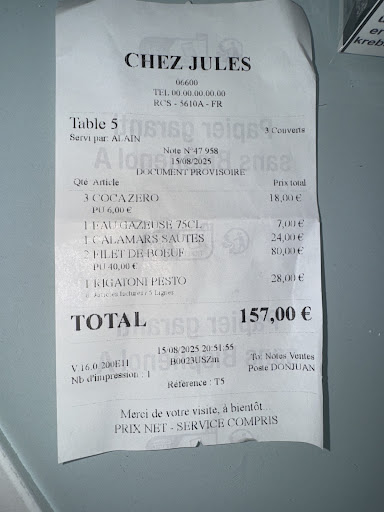 CHEZ JULES
06600
TEL 00.00.00.00.00
RCS - 5610A - FR
Table 5
3 Couverts
Servi par: ALAIN
Note N°47 958
15/08/2025
DOCUMENT PROVISOIRE
Qté Article Prix total
3 COCA ZERO 18,00 €
PU 6,00 €
1 EAU GAZEUSE 75CL 7,00 €
1 CALAMARS SAUTES 24,00 €
2 FILET DE BOEUF 80,00 €
PU 40,00 €
1 RIGATONI PESTO 28,00 €
TOTAL 157,00 €
15/08/2025 20:51:55
V 16.0 To: Notes Ventes
Nb d'impression : 1 Poste DONJUAN
Référence : T5
Merci de votre visite, à bientôt
PRIX NET - SERVICE COMPRIS